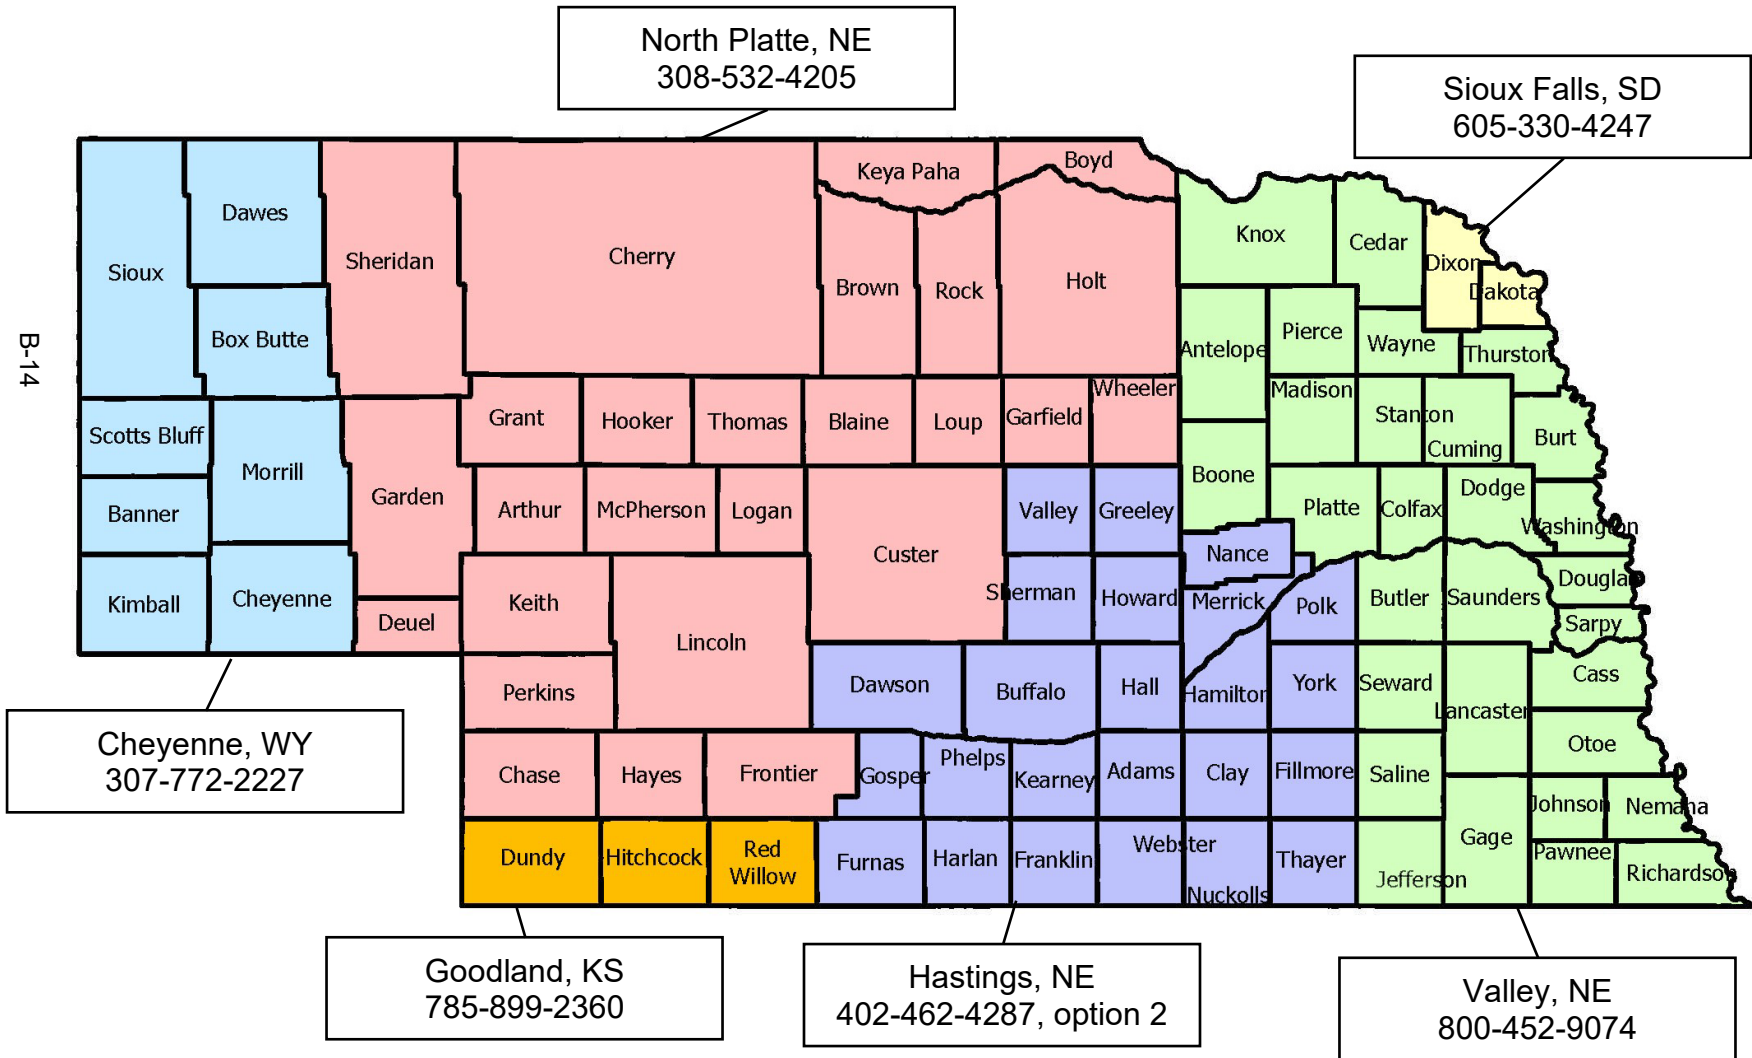 North Platte, NE
308-532-4205
Sioux Falls, SD
605-330-4247
B-14
Keya Paha
Boyd
Dawes
Knox
Cedar
Sioux
Sheridan
Cherry
Dixon
Brown
Rock
Holt
Dakota
Box Butte
Antelope
Pierce
Wayne
Thurston
Scotts Bluff
Grant
Hooker
Thomas
Blaine
Loup
Garfield
Wheeler
Madison
Stanton
Cuming
Burt
Morrill
Garden
Boone
Banner
Arthur
McPherson
Logan
Valley
Greeley
Platte
Colfax
Dodge
Washington
Custer
Nance
Kimball
Cheyenne
Deuel
Keith
Sherman
Howard
Merrick
Polk
Butler
Saunders
Douglas
Sarpy
Lincoln
Perkins
Dawson
Buffalo
Hall
Hamilton
York
Seward
Lancaster
Cass
Otoe
Cheyenne, WY
307-772-2227
Chase
Hayes
Frontier
Gosper
Phelps
Kearney
Adams
Clay
Fillmore
Saline
Johnson
Nemaha
Dundy
Hitchcock
Red
Willow
Furnas
Harlan
Franklin
Webster
Nuckolls
Thayer
Jefferson
Gage
Pawnee
Richardson
Goodland, KS
785-899-2360
Hastings, NE
402-462-4287, option 2
Valley, NE
800-452-9074